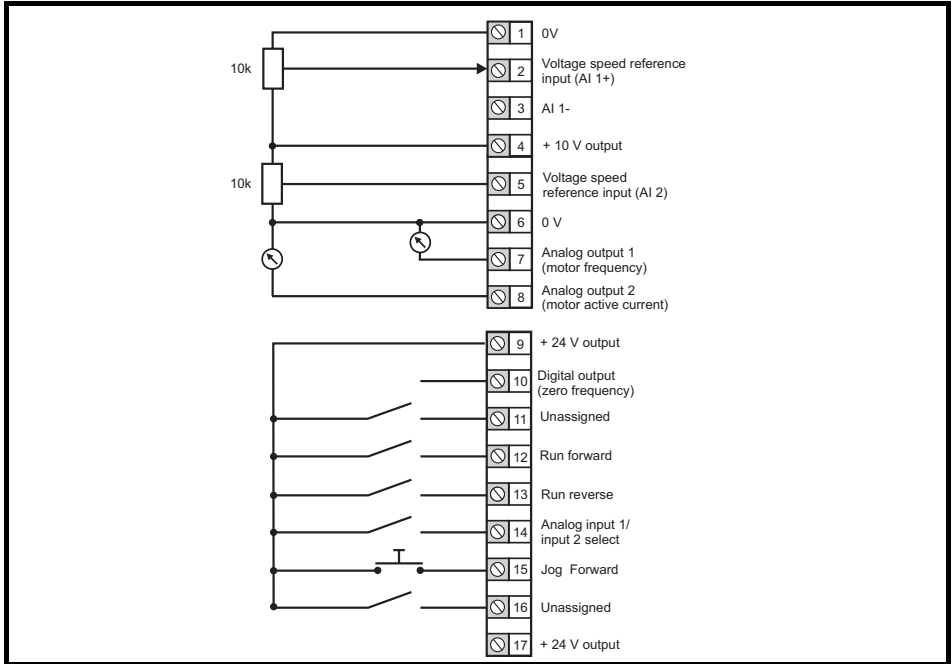 1 0V
10k
2 Voltage speed reference
input (AI 1+)
3 AI 1-
4 + 10 V output
10k
5 Voltage speed
reference input (AI 2)
6 0 V
7 Analog output 1
(motor frequency)
8 Analog output 2
(motor active current)
9 + 24 V output
10 Digital output
(zero frequency)
11 Unassigned
12 Run forward
13 Run reverse
14 Analog input 1/
input 2 select
15 Jog Forward
16 Unassigned
17 + 24 V output